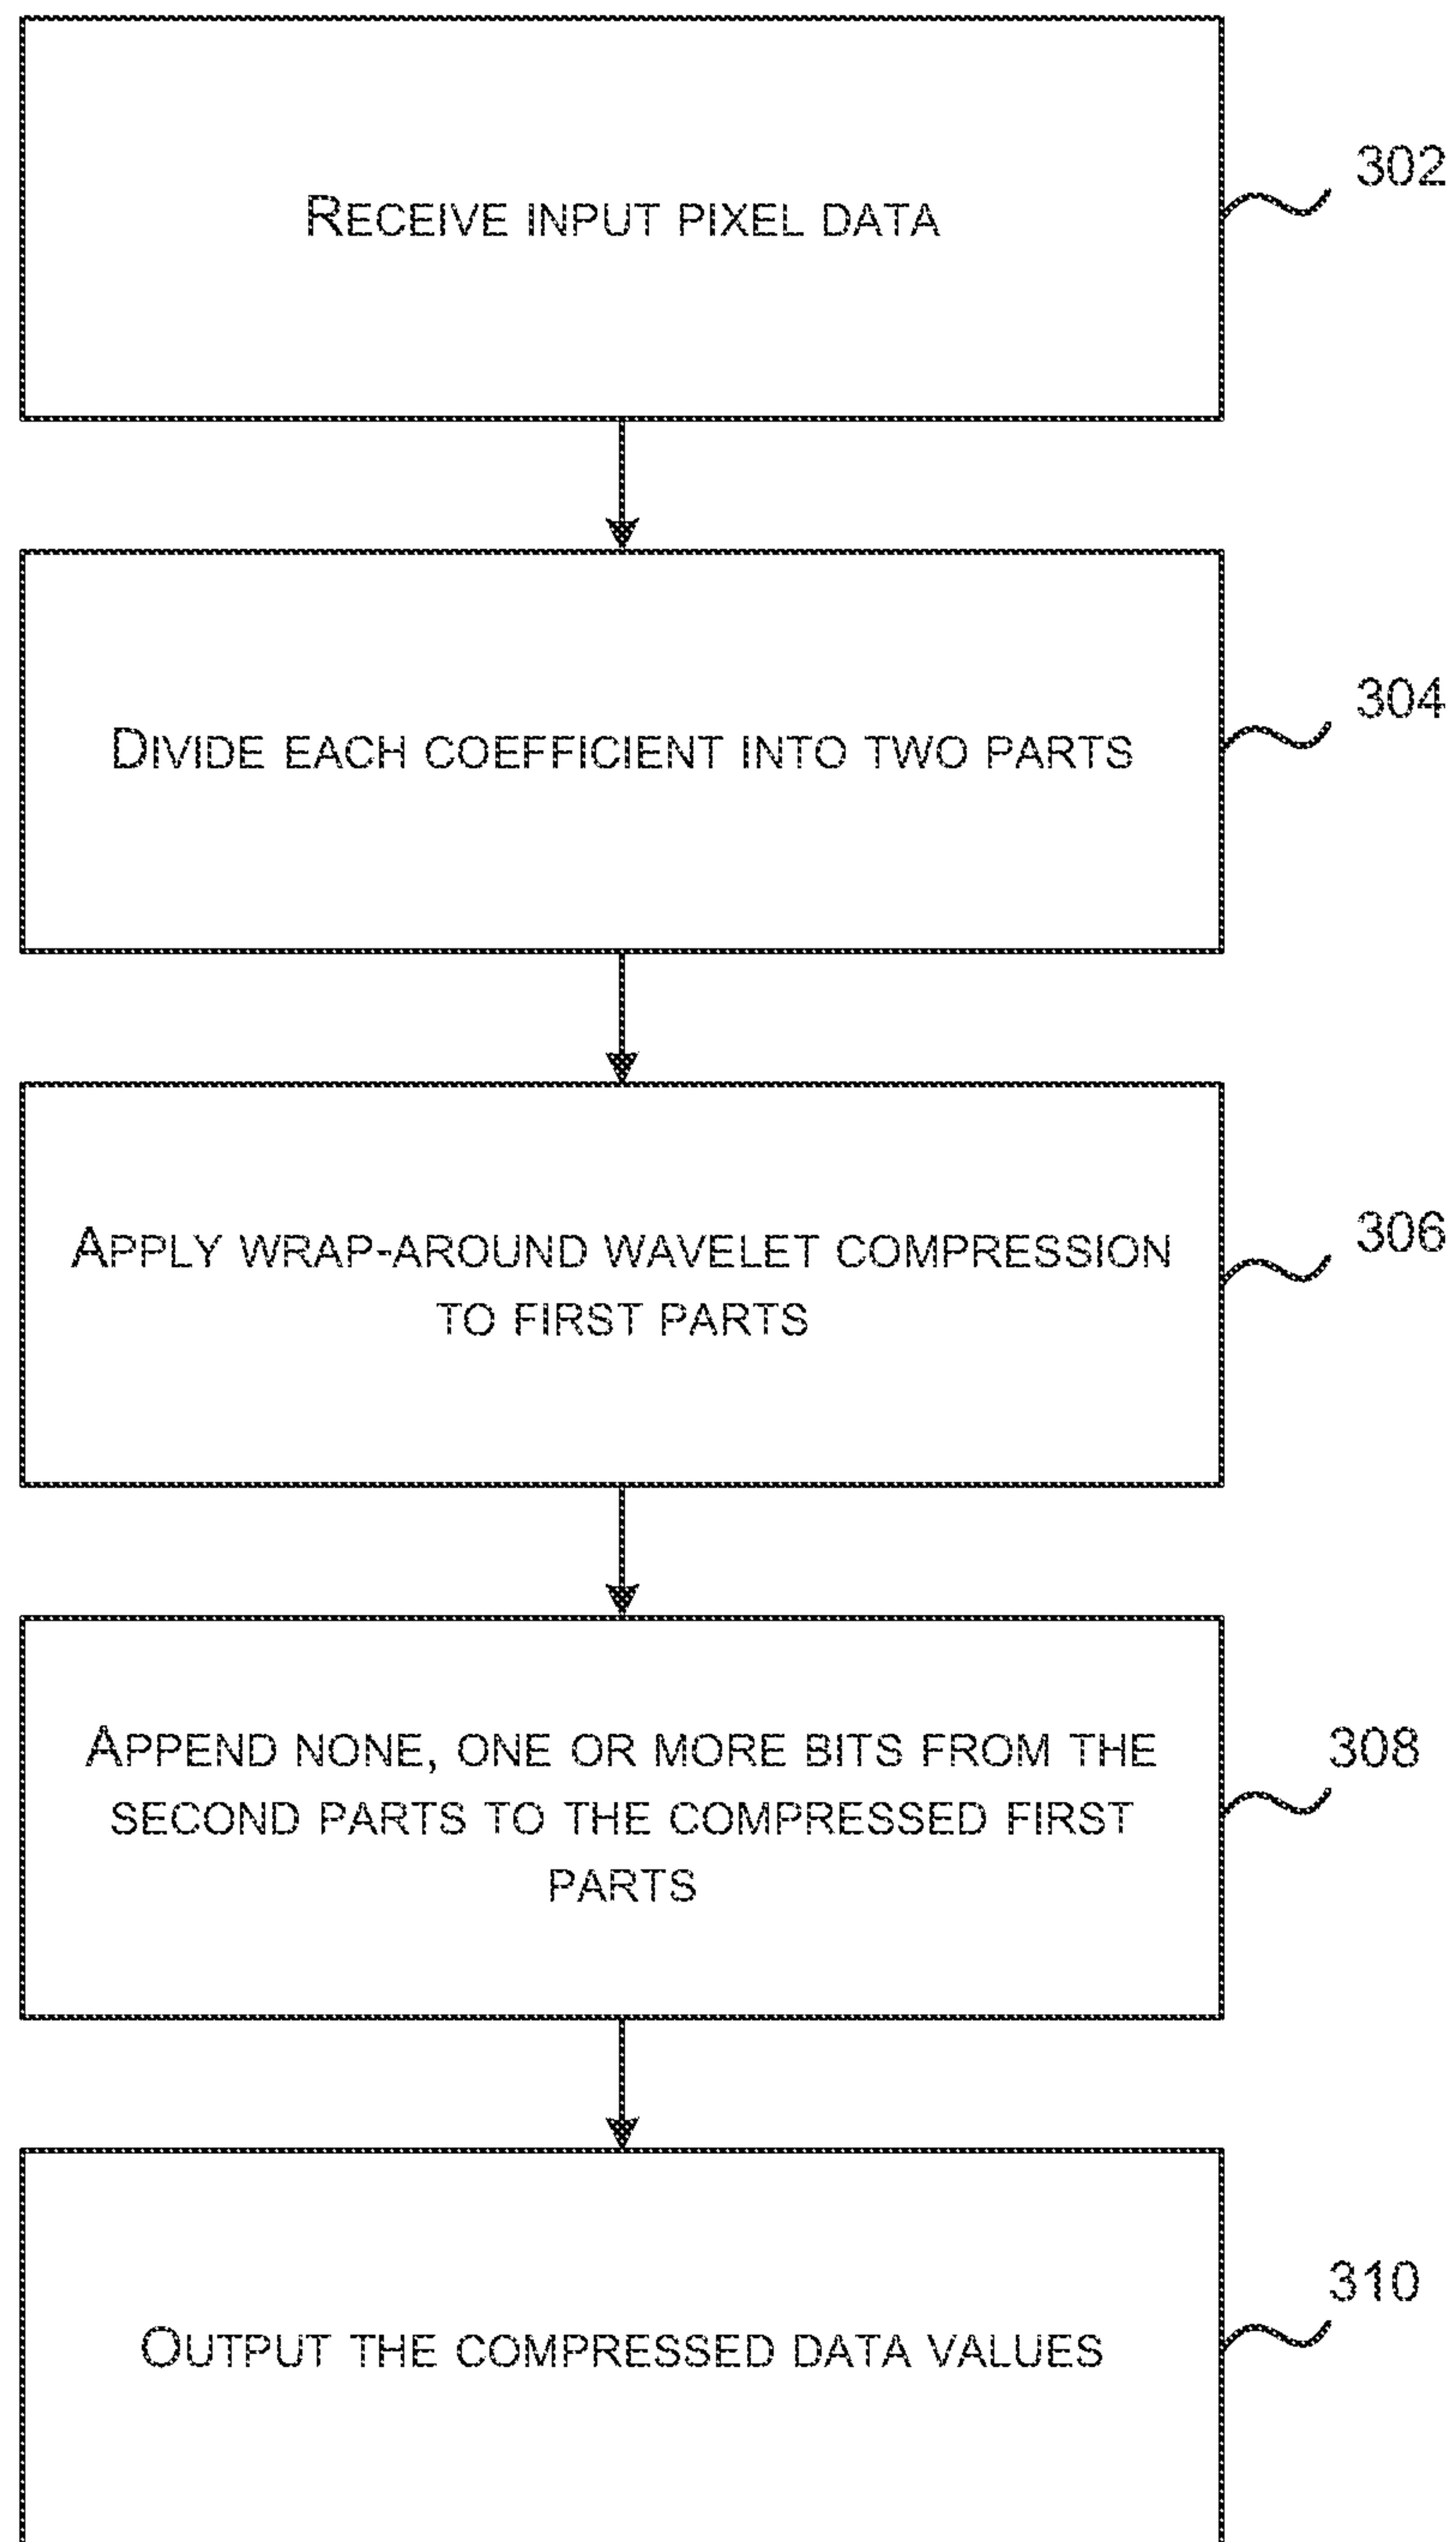 RECEIVE INPUT PIXEL DATA
302
DIVIDE EACH COEFFICIENT INTO TWO PARTS
304
APPLY WRAP-AROUND WAVELET COMPRESSION
TO FIRST PARTS
306
APPEND NONE, ONE OR MORE BITS FROM THE
SECOND PARTS TO THE COMPRESSED FIRST
PARTS
308
OUTPUT THE COMPRESSED DATA VALUES
310